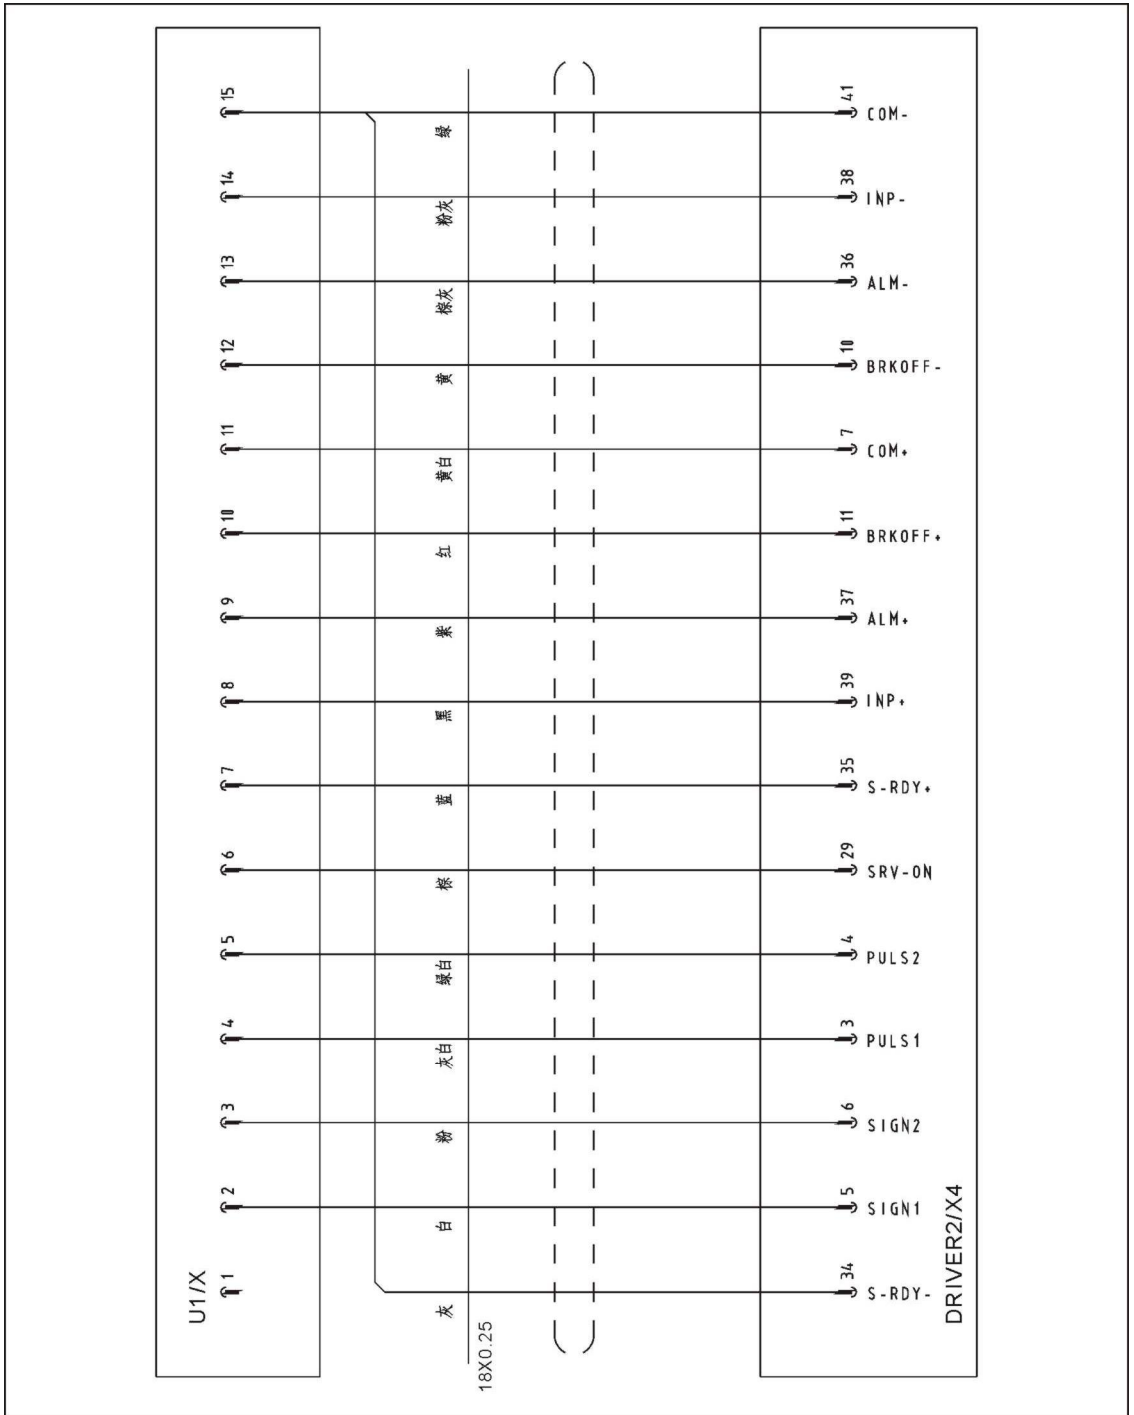 U1/X
DRIVER2/X4
18X0.25
15 绿 41 COM-
14 粉灰 38 INP-
13 棕灰 36 ALM-
12 黄 10 BRKOFF-
11 黄白 7 COM+
10 红 11 BRKOFF+
9 紫 37 ALM+
8 黑 39 INP+
7 蓝 35 S-RDY+
6 棕 29 SRV-ON
5 绿白 4 PULS2
4 灰白 3 PULS1
3 粉 6 SIGN2
2 白 5 SIGN1
1 灰 34 S-RDY-